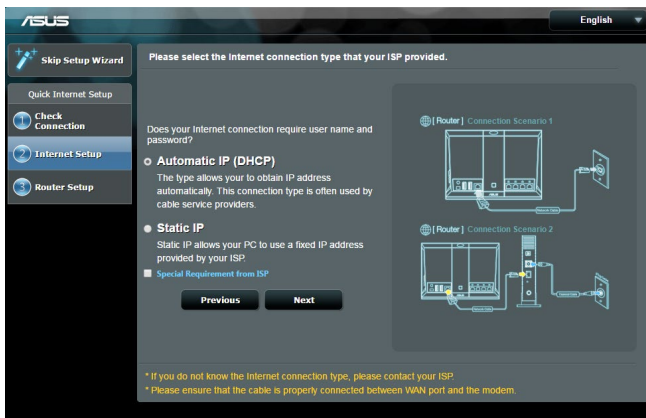 ASUS
English
Skip Setup Wizard
Please select the Internet connection type that your ISP provided.
Quick Internet Setup
1 Check
Connection
2 Internet Setup
3 Router Setup
Does your Internet connection require user name and
password?
Automatic IP (DHCP)
The type allows your to obtain IP address
automatically. This connection type is often used by
cable service providers.
Static IP
Static IP allows your PC to use a fixed IP address
provided by your ISP.
Special Requirement from ISP
Previous
Next
[ Router ] Connection Scenario 1
[ Router ] Connection Scenario 2
* If you do not know the Internet connection type, please contact your ISP.
* Please ensure that the cable is properly connected between WAN port and the modem.